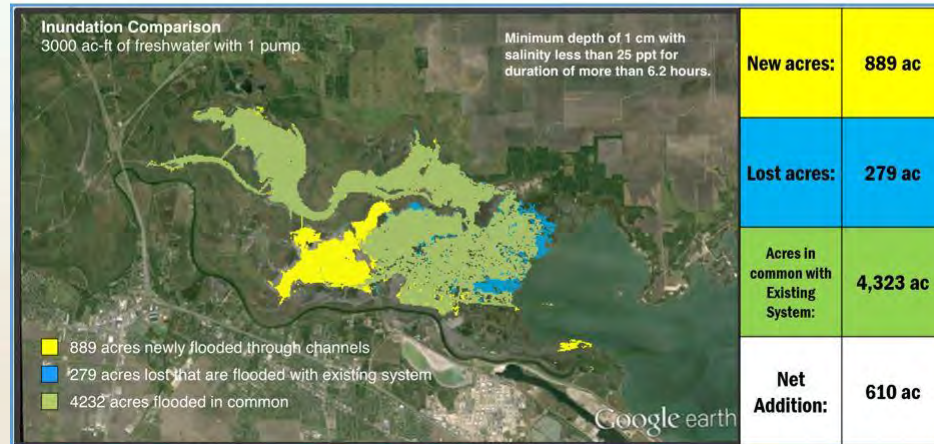 Inundation Comparison
3000 ac-ft of freshwater with 1 pump
Minimum depth of 1 cm with
salinity less than 25 ppt for
duration of more than 6.2 hours.
889 acres newly flooded through channels
279 acres lost that are flooded with existing system
4232 acres flooded in common
Google earth
New acres: 889 ac
Lost acres: 279 ac
Acres in
common with
Existing
System:
4,323 ac
Net
Addition:
610 ac